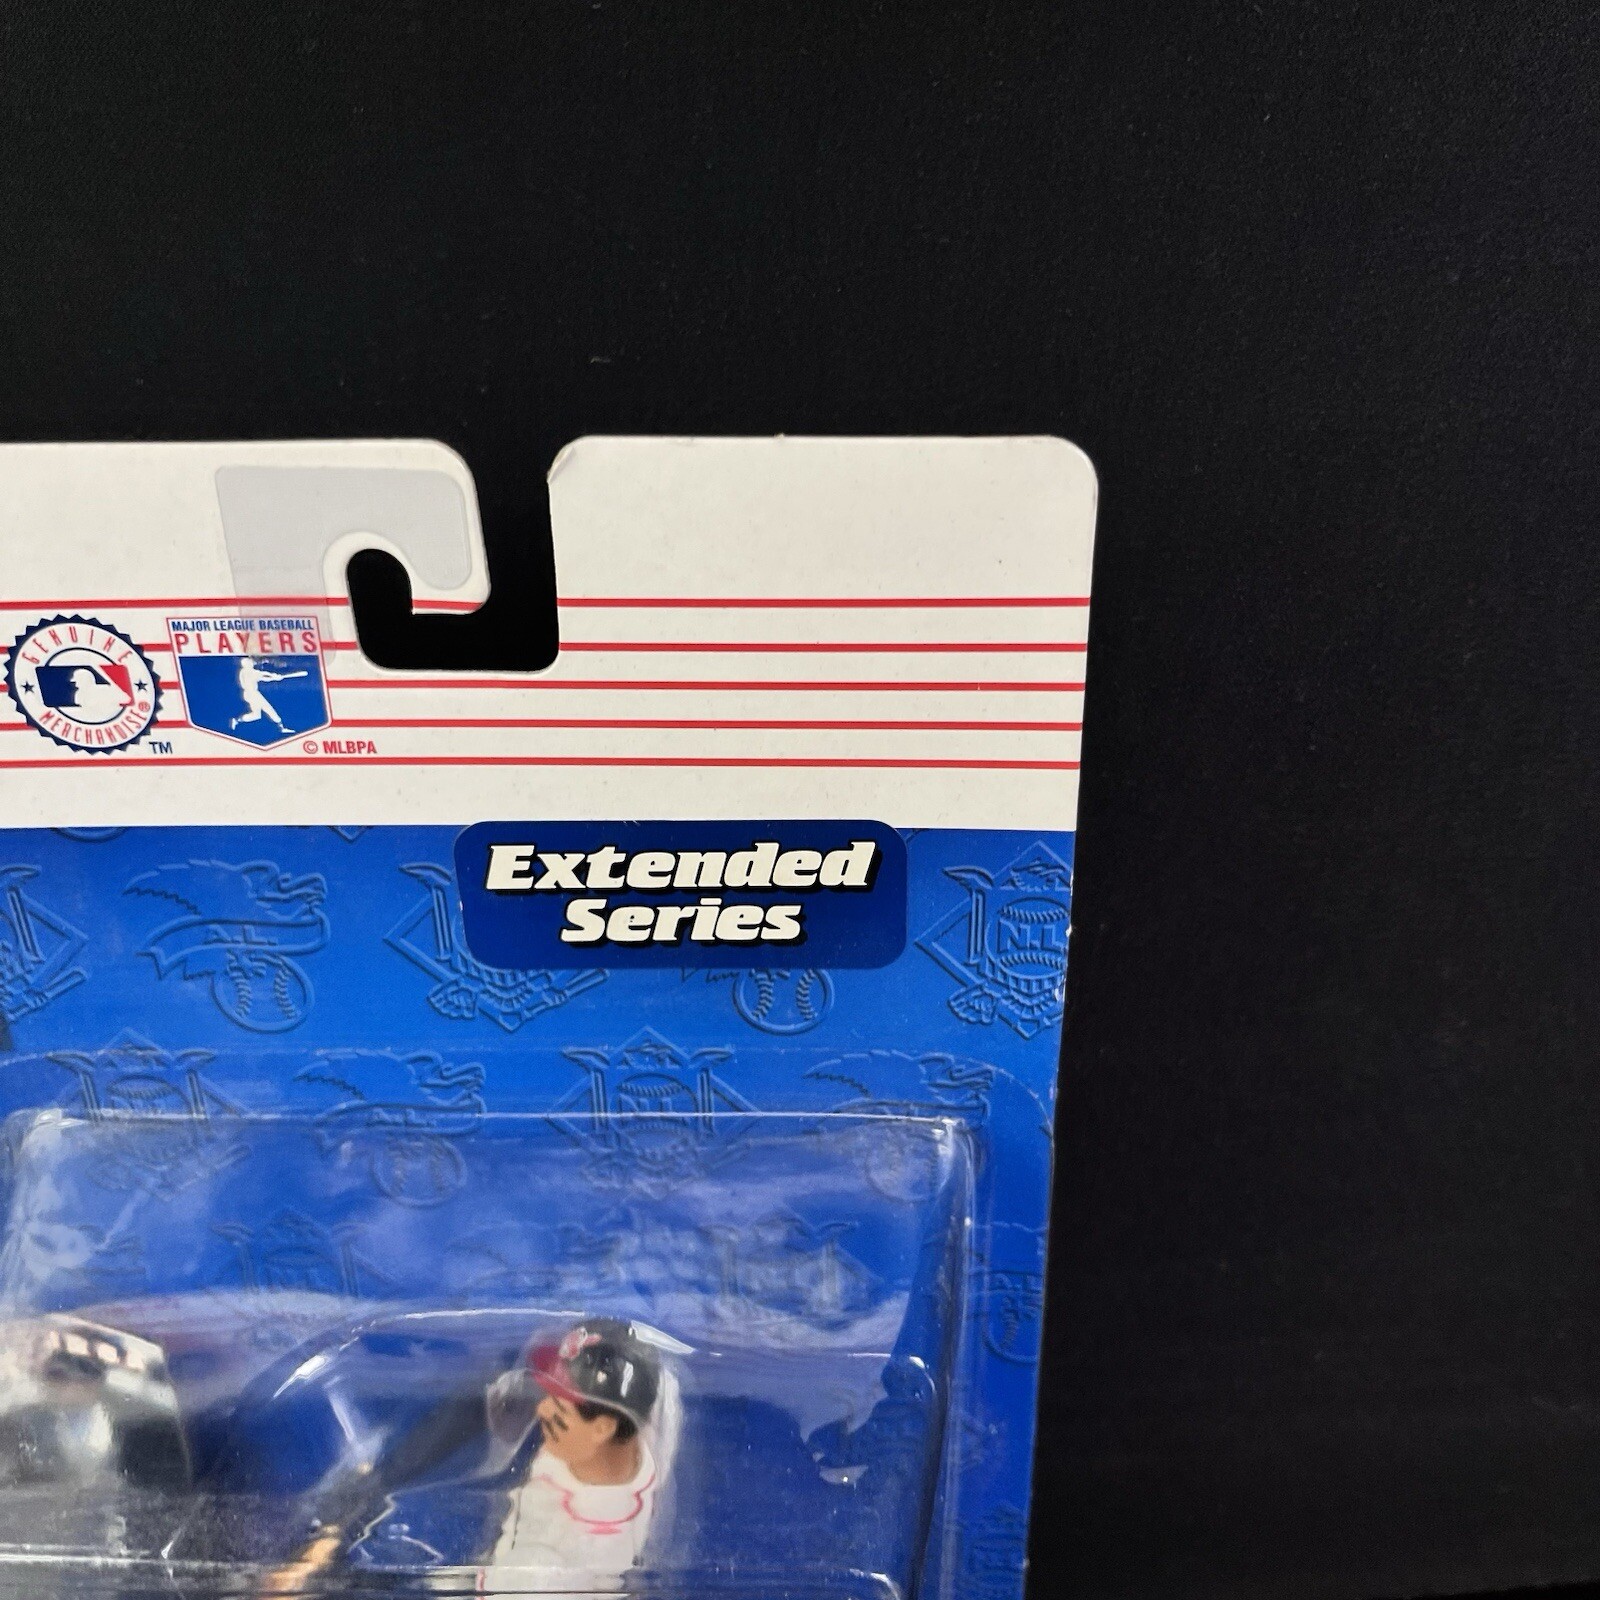 GENUINE
MERCHANDISE®
TM
MAJOR LEAGUE BASEBALL
PLAYERS
© MLBPA
Extended
Series
A.L.
N.L.
N.L.
N.L.